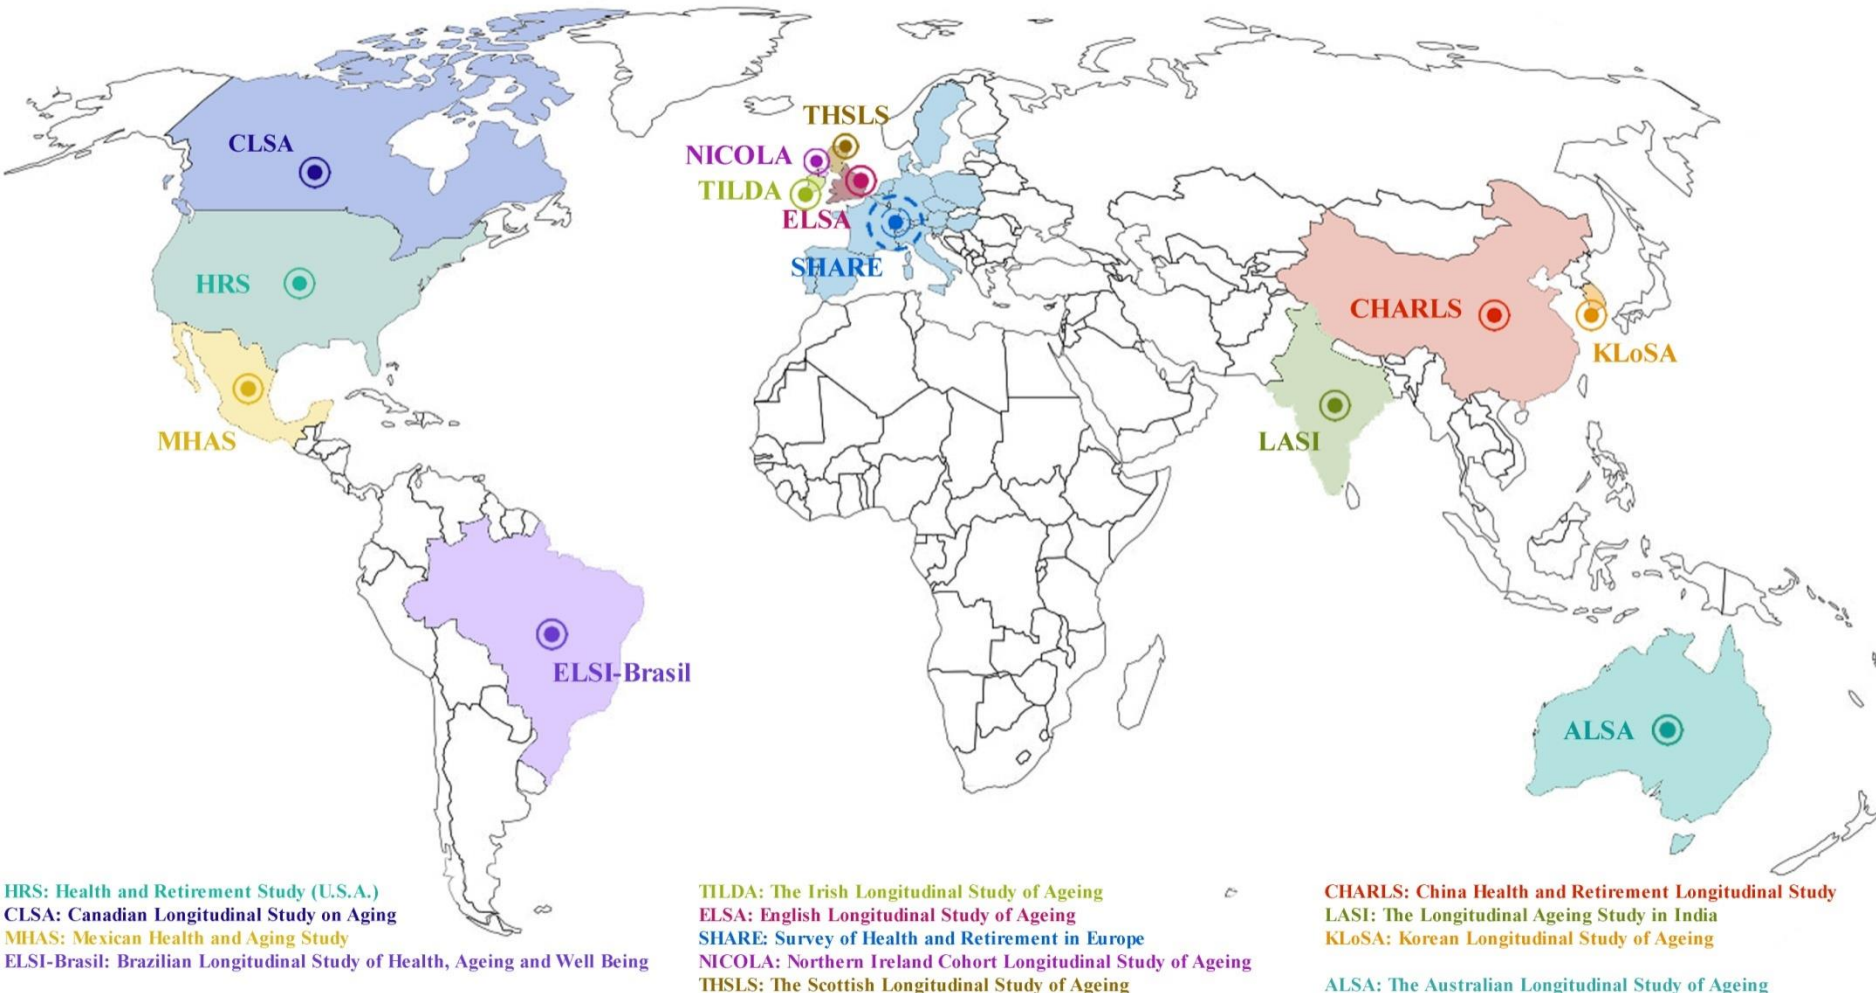 THSLS
CLSA
NICOLA
TILDA
ELSA
SHARE
HRS
CHARLS
KLoSA
MHAS
LASI
ELSI-Brasil
ALSA
HRS: Health and Retirement Study (U.S.A.)
CLSA: Canadian Longitudinal Study on Aging
MHAS: Mexican Health and Aging Study
ELSI-Brasil: Brazilian Longitudinal Study of Health, Ageing and Well Being
TILDA: The Irish Longitudinal Study of Ageing
ELSA: English Longitudinal Study of Ageing
SHARE: Survey of Health and Retirement in Europe
NICOLA: Northern Ireland Cohort Longitudinal Study of Ageing
THSLS: The Scottish Longitudinal Study of Ageing
CHARLS: China Health and Retirement Longitudinal Study
LASI: The Longitudinal Ageing Study in India
KLoSA: Korean Longitudinal Study of Ageing
ALSA: The Australian Longitudinal Study of Ageing